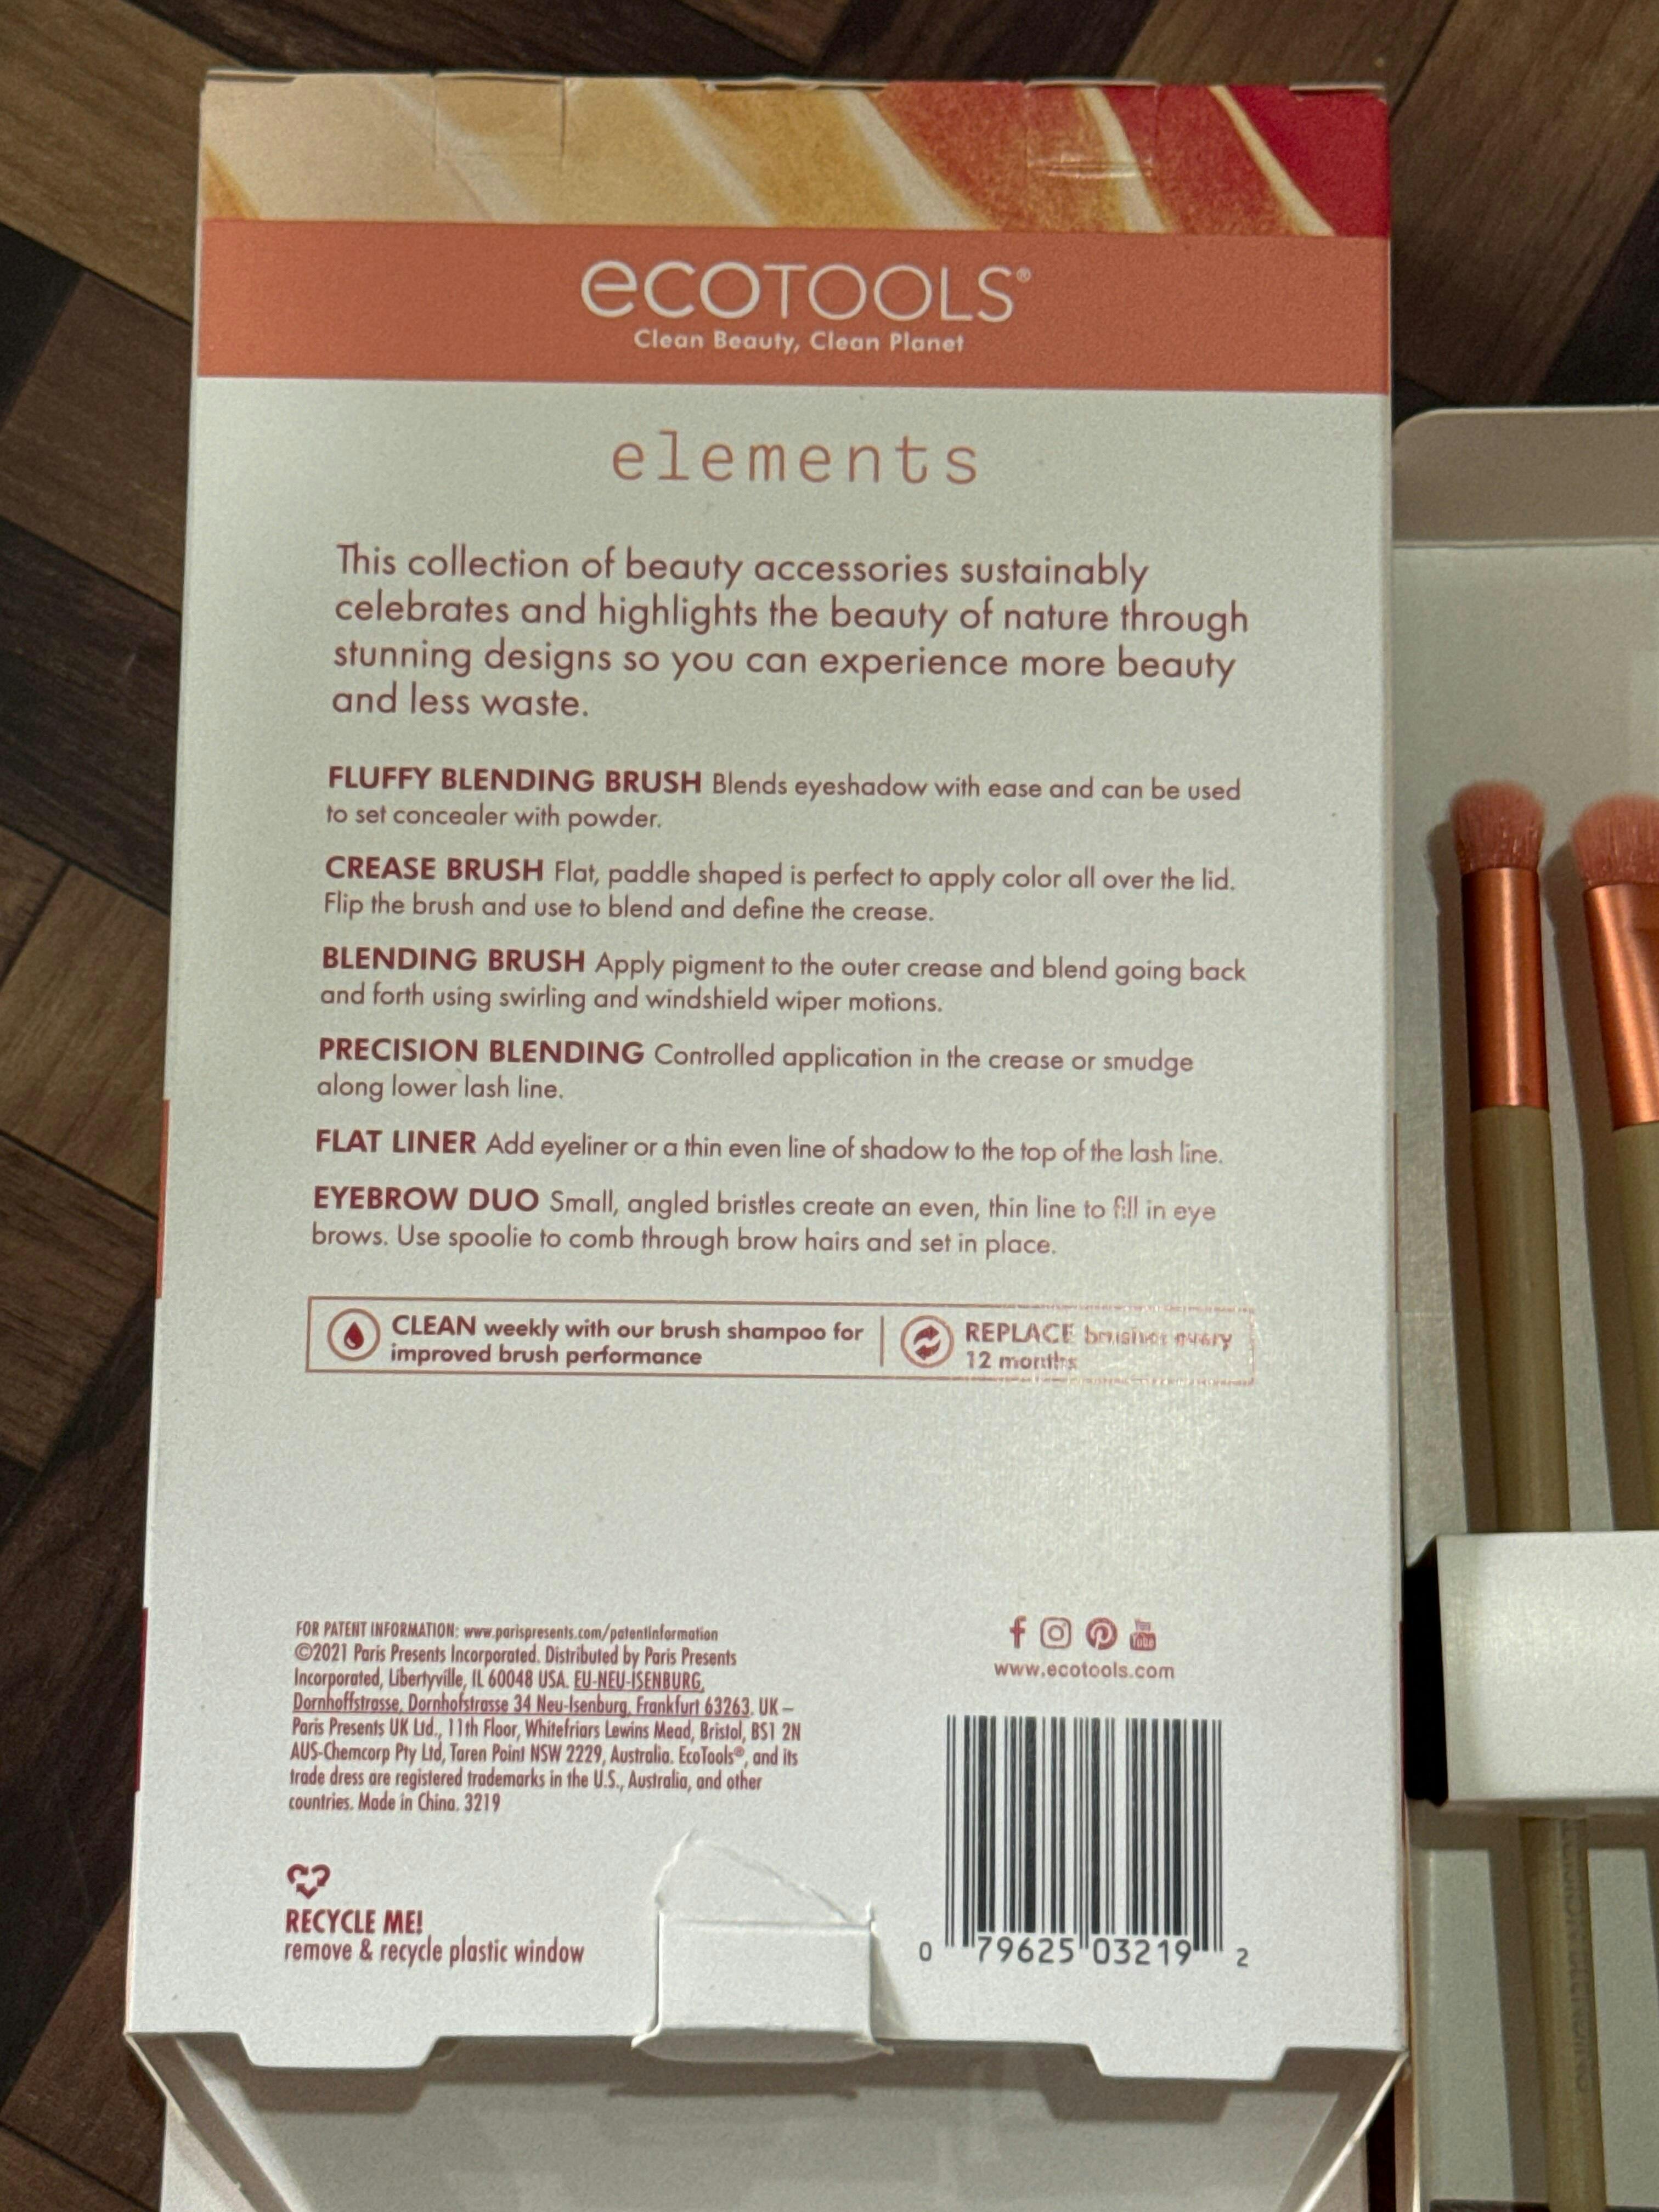 ecoTOOLS®
Clean Beauty, Clean Planet
elements
This collection of beauty accessories sustainably
celebrates and highlights the beauty of nature through
stunning designs so you can experience more beauty
and less waste.
FLUFFY BLENDING BRUSH Blends eyeshadow with ease and can be used
to set concealer with powder.
CREASE BRUSH Flat, paddle shaped is perfect to apply color all over the lid.
Flip the brush and use to blend and define the crease.
BLENDING BRUSH Apply pigment to the outer crease and blend going back
and forth using swirling and windshield wiper motions.
PRECISION BLENDING Controlled application in the crease or smudge
along lower lash line.
FLAT LINER Add eyeliner or a thin even line of shadow to the top of the lash line.
EYEBROW DUO Small, angled bristles create an even, thin line to fill in eye
brows. Use spoolie to comb through brow hairs and set in place.
CLEAN weekly with our brush shampoo for
improved brush performance
REPLACE brushes every
12 months
FOR PATENT INFORMATION: www.parispresents.com/patentinformation
©2021 Paris Presents Incorporated. Distributed by Paris Presents
Incorporated, Libertyville, IL 60048 USA. EU-NEU-ISENBURG,
Dornhoffstrasse, Dornhofstrasse 34 Neu-Isenburg, Frankfurt 63263. UK –
Paris Presents UK Ltd., 11th Floor, Whitefriars Lewins Mead, Bristol, BS1 2N
AUS-Chemcorp Pty Ltd, Taren Point NSW 2229, Australia. EcoTools®, and its
trade dress are registered trademarks in the U.S., Australia, and other
countries. Made in China. 3219
RECYCLE ME!
remove & recycle plastic window
You Tube
www.ecotools.com
0 79625 03219 2